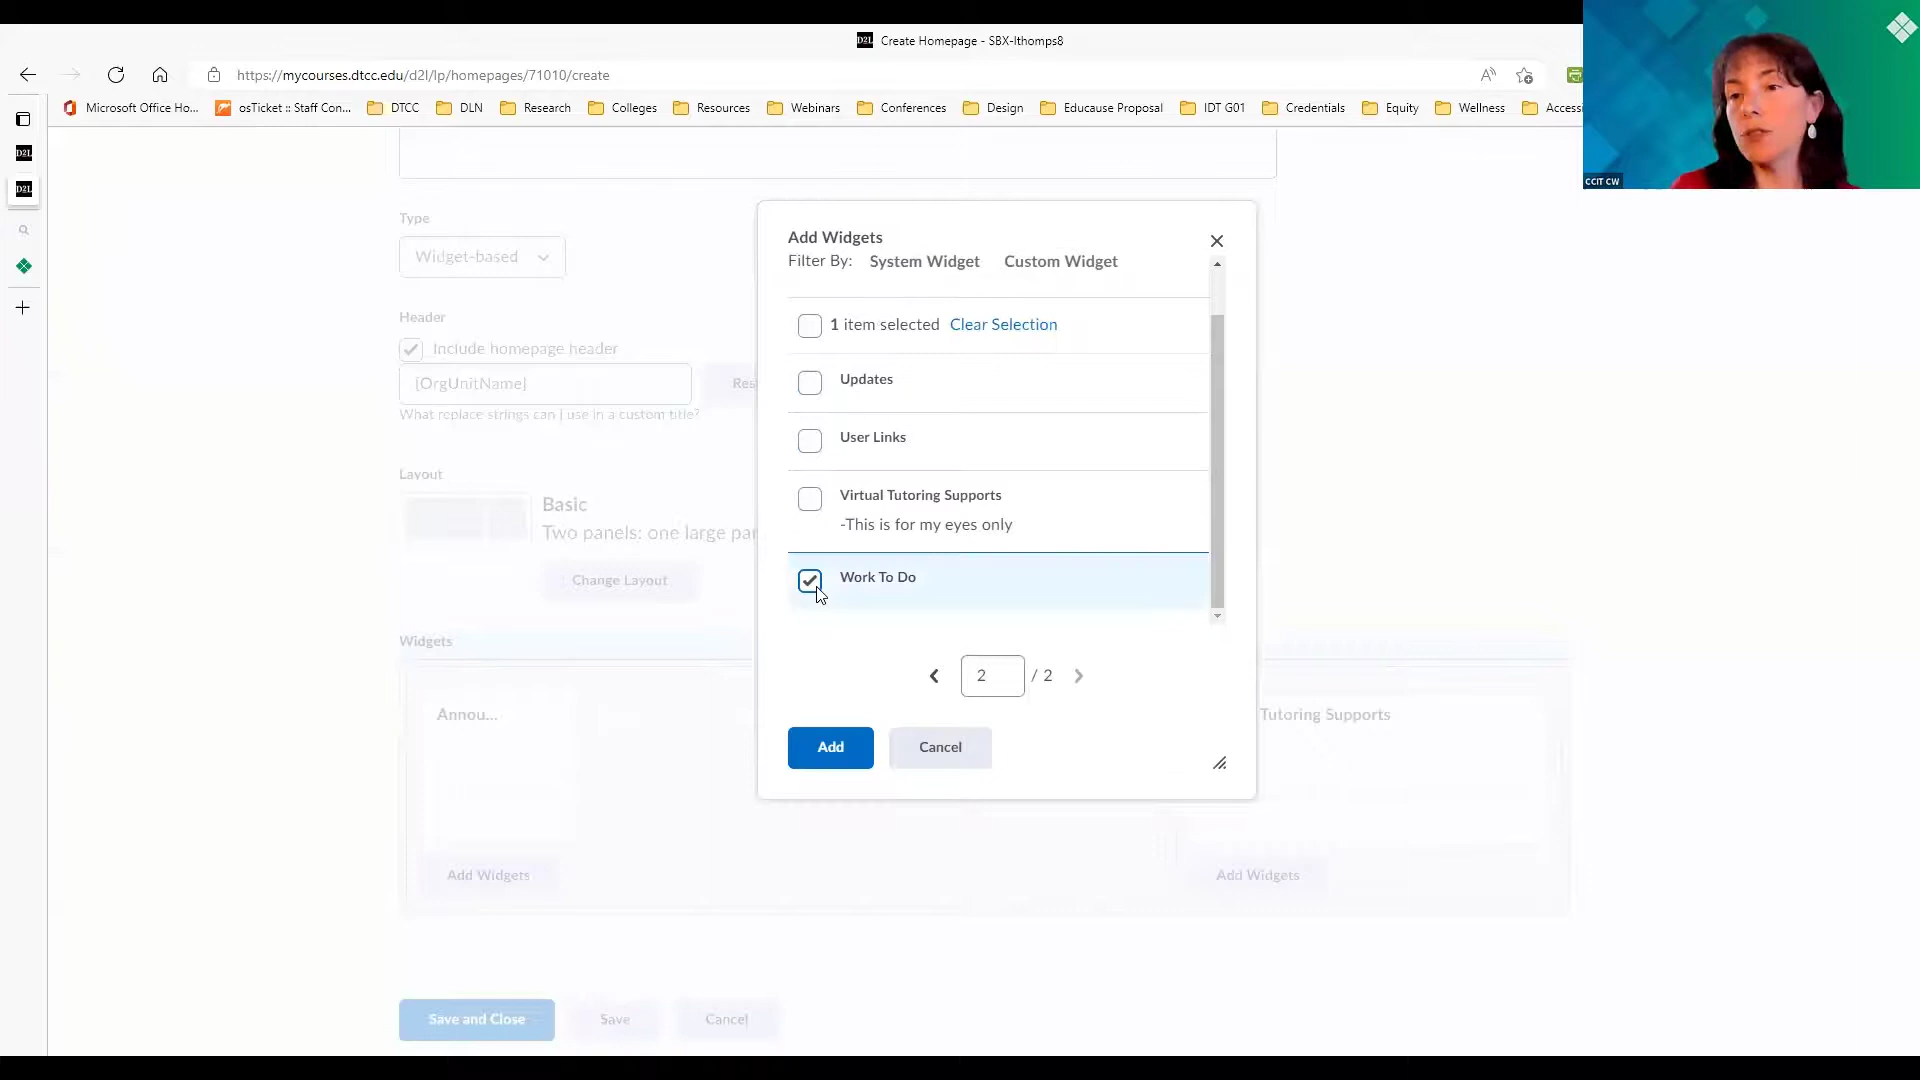 D2L Create Homepage - SBX-lthomps8
https://mycourses.dtcc.edu/d2l/lp/homepages/71010/create
Microsoft Office Ho...
osTicket :: Staff Con...
DTCC
DLN
Research
Colleges
Resources
Webinars
Conferences
Design
Educause Proposal
IDT G01
Credentials
Equity
Wellness
Accessi
CCIT CW
D2L
D2L
Type
Widget-based
Header
Include homepage header
{OrgUnitName}
Res
What replace strings can I use in a custom title?
Layout
Basic
Two panels: one large pan
Change Layout
Widgets
Annou...
Add Widgets
Tutoring Supports
Add Widgets
Save and Close
Save
Cancel
Add Widgets
Filter By: System Widget Custom Widget
1 item selected Clear Selection
Updates
User Links
Virtual Tutoring Supports
-This is for my eyes only
Work To Do
2 / 2
Add
Cancel